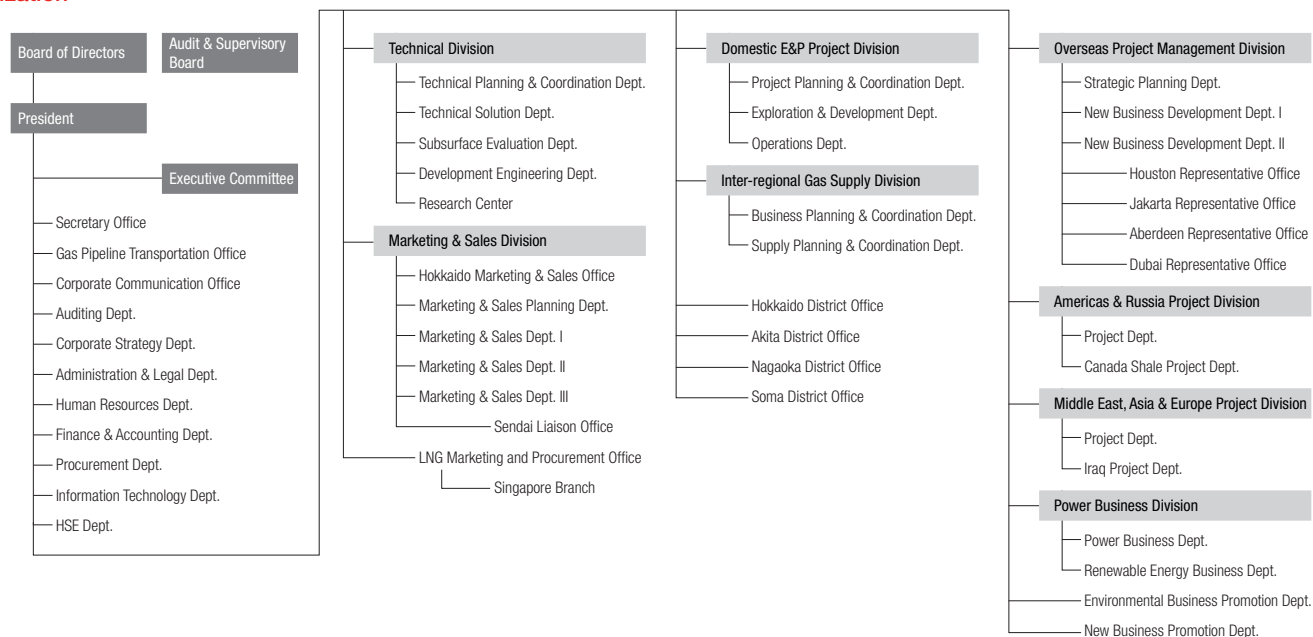 Board of Directors
Audit & Supervisory
Board
President
Executive Committee
Secretary Office
Gas Pipeline Transportation Office
Corporate Communication Office
Auditing Dept.
Corporate Strategy Dept.
Administration & Legal Dept.
Human Resources Dept.
Finance & Accounting Dept.
Procurement Dept.
Information Technology Dept.
HSE Dept.
Technical Division
Technical Planning & Coordination Dept.
Technical Solution Dept.
Subsurface Evaluation Dept.
Development Engineering Dept.
Research Center
Marketing & Sales Division
Hokkaido Marketing & Sales Office
Marketing & Sales Planning Dept.
Marketing & Sales Dept. I
Marketing & Sales Dept. II
Marketing & Sales Dept. III
Sendai Liaison Office
LNG Marketing and Procurement Office
Singapore Branch
Domestic E&P Project Division
Project Planning & Coordination Dept.
Exploration & Development Dept.
Operations Dept.
Inter-regional Gas Supply Division
Business Planning & Coordination Dept.
Supply Planning & Coordination Dept.
Hokkaido District Office
Akita District Office
Nagaoka District Office
Soma District Office
Overseas Project Management Division
Strategic Planning Dept.
New Business Development Dept. I
New Business Development Dept. II
Houston Representative Office
Jakarta Representative Office
Aberdeen Representative Office
Dubai Representative Office
Americas & Russia Project Division
Project Dept.
Canada Shale Project Dept.
Middle East, Asia & Europe Project Division
Project Dept.
Iraq Project Dept.
Power Business Division
Power Business Dept.
Renewable Energy Business Dept.
Environmental Business Promotion Dept.
New Business Promotion Dept.